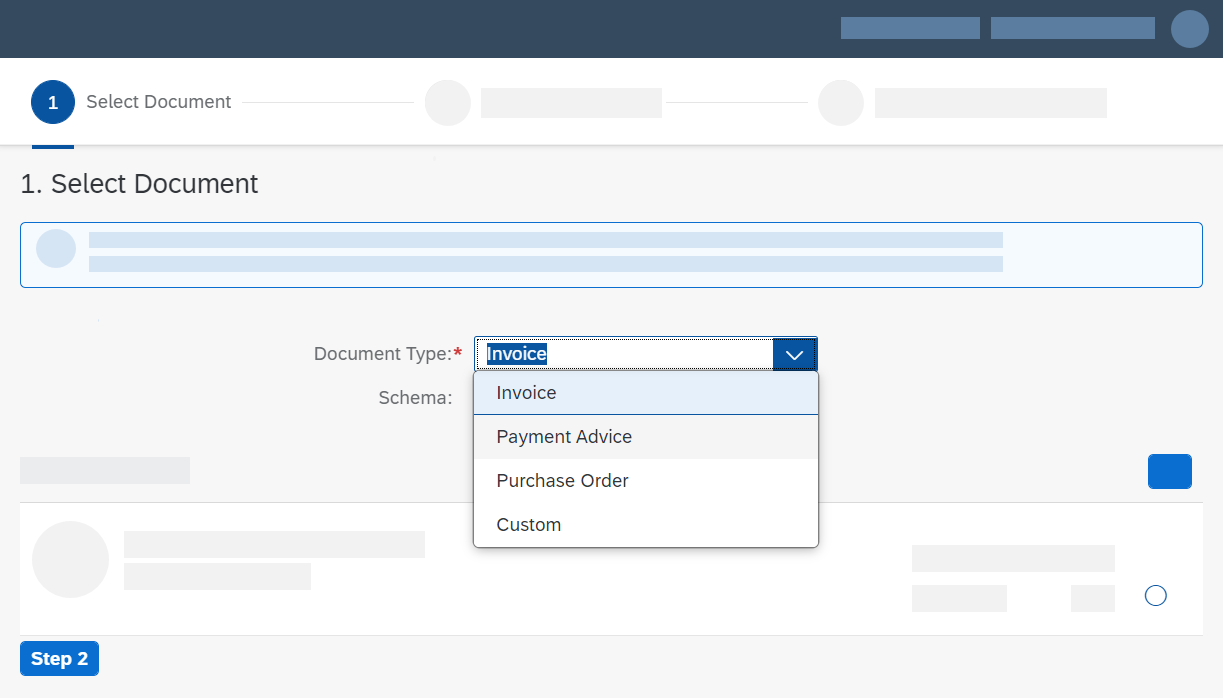 1 Select Document
1. Select Document
Document Type:* Invoice
Schema:
Invoice
Payment Advice
Purchase Order
Custom
Step 2